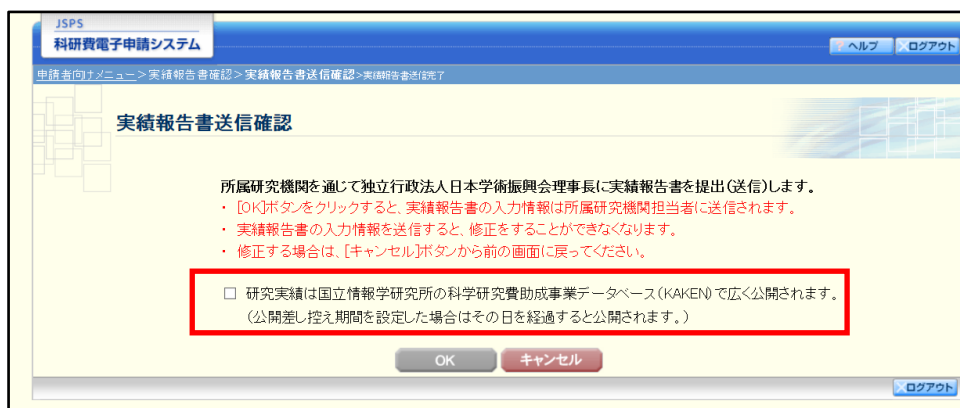 JSPS
科研費電子申請システム
? ヘルプ
ログアウト
申請者向けメニュー>実績報告書確認>実績報告書送信確認>実績報告書送信完了
実績報告書送信確認
所属研究機関を通じて独立行政法人日本学術振興会理事長に実績報告書を提出(送信)します。
・ [OK]ボタンをクリックすると、実績報告書の入力情報は所属研究機関担当者に送信されます。
・ 実績報告書の入力情報を送信すると、修正をすることができなくなります。
・ 修正する場合は、[キャンセル]ボタンから前の画面に戻ってください。
□ 研究実績は国立情報学研究所の科学研究費助成事業データベース(KAKEN)で広く公開されます。
(公開差し控え期間を設定した場合はその日を経過すると公開されます。)
OK
キャンセル
ログアウト